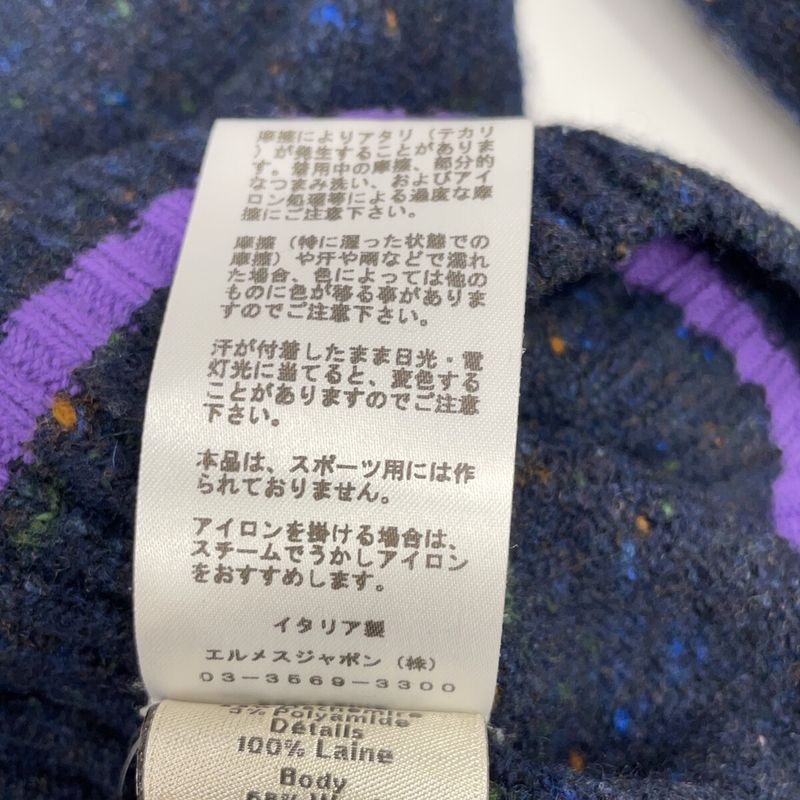 摩擦によりアタリ（テカリ
）が発生することがありま
す。着用中の摩擦、部分的
なつまみ洗い、およびアイ
ロン処理等による過度な摩
擦にご注意下さい。
摩擦（特に湿った状態での
摩擦）や汗や雨などで濡れ
た場合、色によっては他の
ものに色が移る事がありま
すのでご注意下さい。
汗が付着したまま日光・電
灯光に当てると、変色する
ことがありますのでご注意
下さい。
本品は、スポーツ用には作
られておりません。
アイロンを掛ける場合は、
スチームでうかしアイロン
をおすすめします。
イタリア製
エルメスジャポン（株）
03-3569-3300
3% Polyamide
Détails
100% Laine
Body